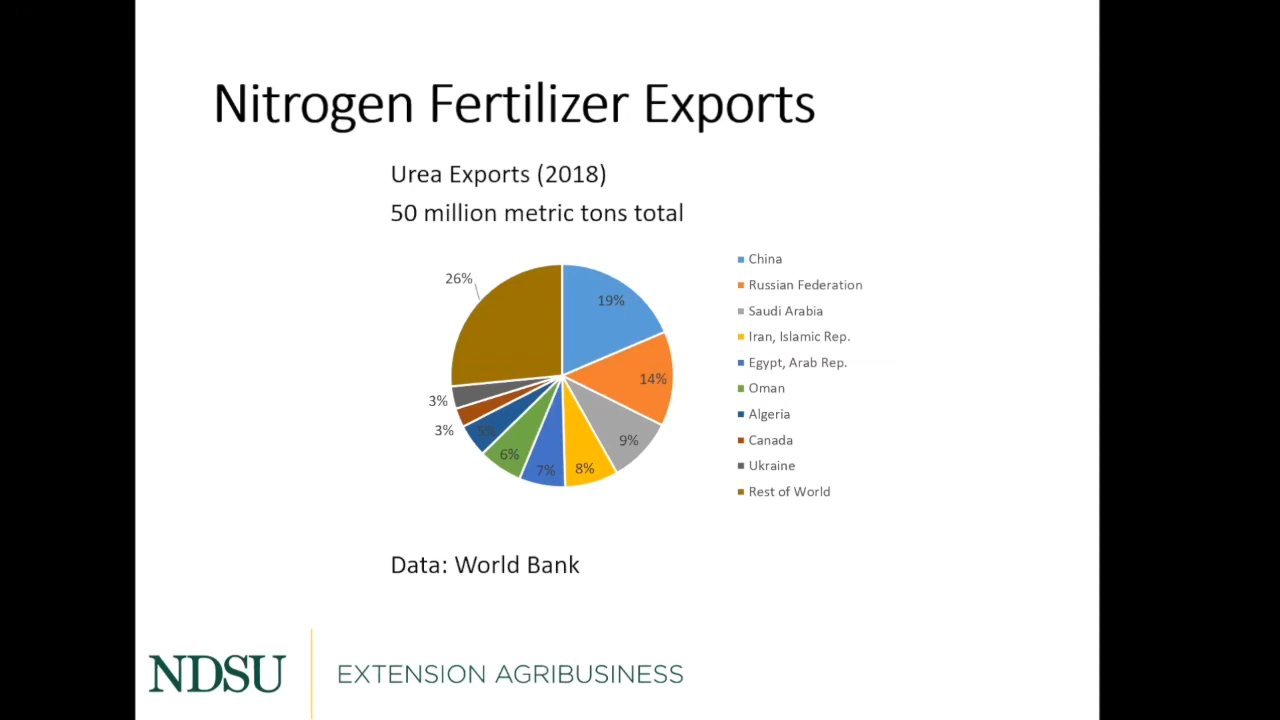 Nitrogen Fertilizer Exports
Urea Exports (2018)
50 million metric tons total
26%
19%
14%
9%
8%
7%
6%
5%
3%
3%
China
Russian Federation
Saudi Arabia
Iran, Islamic Rep.
Egypt, Arab Rep.
Oman
Algeria
Canada
Ukraine
Rest of World
Data: World Bank
NDSU
EXTENSION AGRIBUSINESS